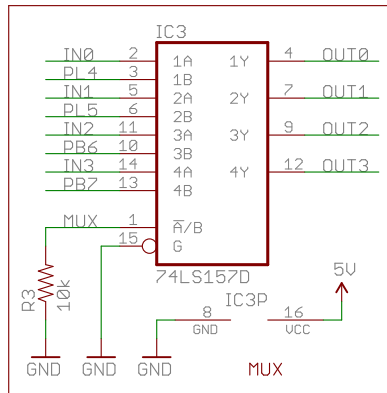 IC3
IN0 2 1A 1Y 4 OUT0
PL4 3 1B
IN1 5 2A 2Y 7 OUT1
PL5 6 2B
IN2 11 3A 3Y 9 OUT2
PB6 10 3B
IN3 14 4A 4Y 12 OUT3
PB7 13 4B
MUX 1 A/B
15 G
74LS157D
R3 10k
IC3P 5V
8 16
GND VCC
GND GND GND MUX